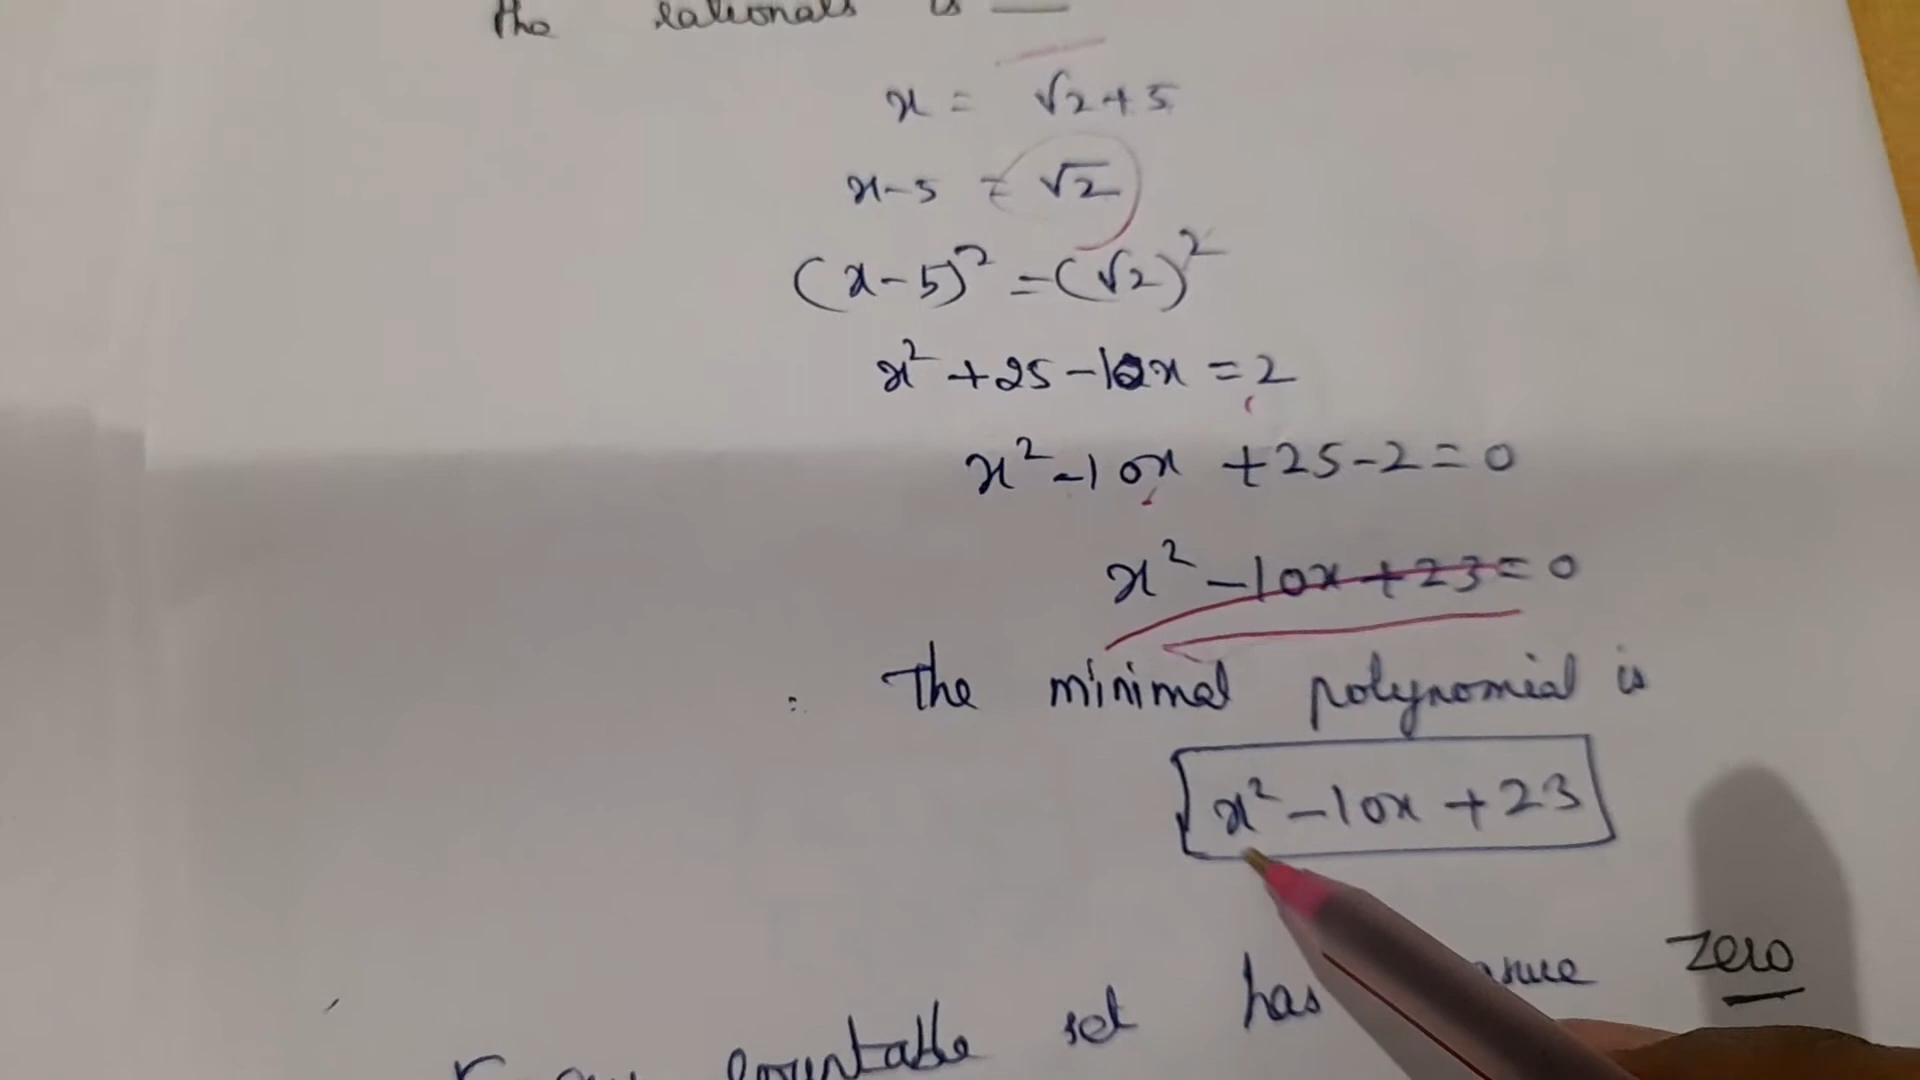 the rationals is __
x = √2+5
x-5 = √2
(x-5)² = (√2)²
x² +25 -10x = 2
x² -10x +25-2=0
x² -10x +23=0
∴ The minimal polynomial is
x² -10x +23
countable set has zero